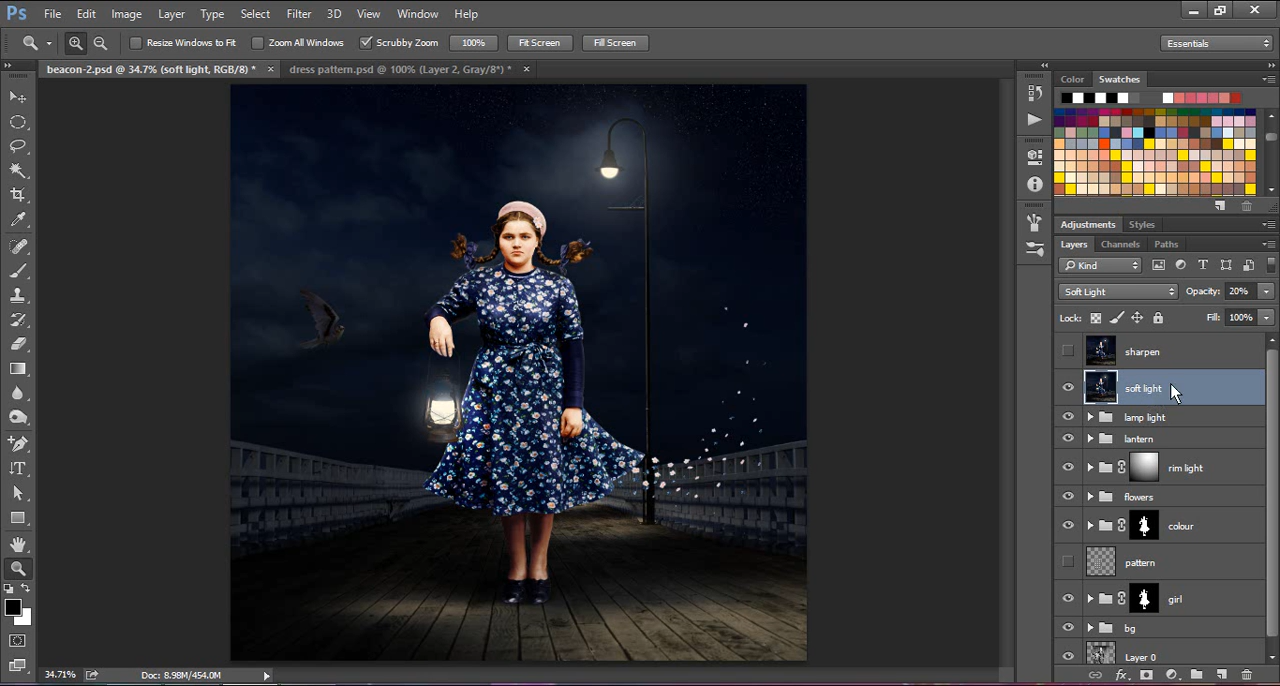 Ps File Edit Image Layer Type Select Filter 3D View Window Help
Resize Windows to Fit Zoom All Windows Scrubby Zoom 100% Fit Screen Fill Screen Essentials
beacon-2.psd @ 34.7% (soft light, RGB/8) * × dress pattern.psd @ 100% (Layer 2, Gray/8*) * ×
Color Swatches
Adjustments Styles
Layers Channels Paths
Kind
Soft Light Opacity: 20%
Lock: Fill: 100%
sharpen
soft light
lamp light
lantern
rim light
flowers
colour
pattern
girl
bg
Layer 0
34.71% Doc: 8.98M/454.0M